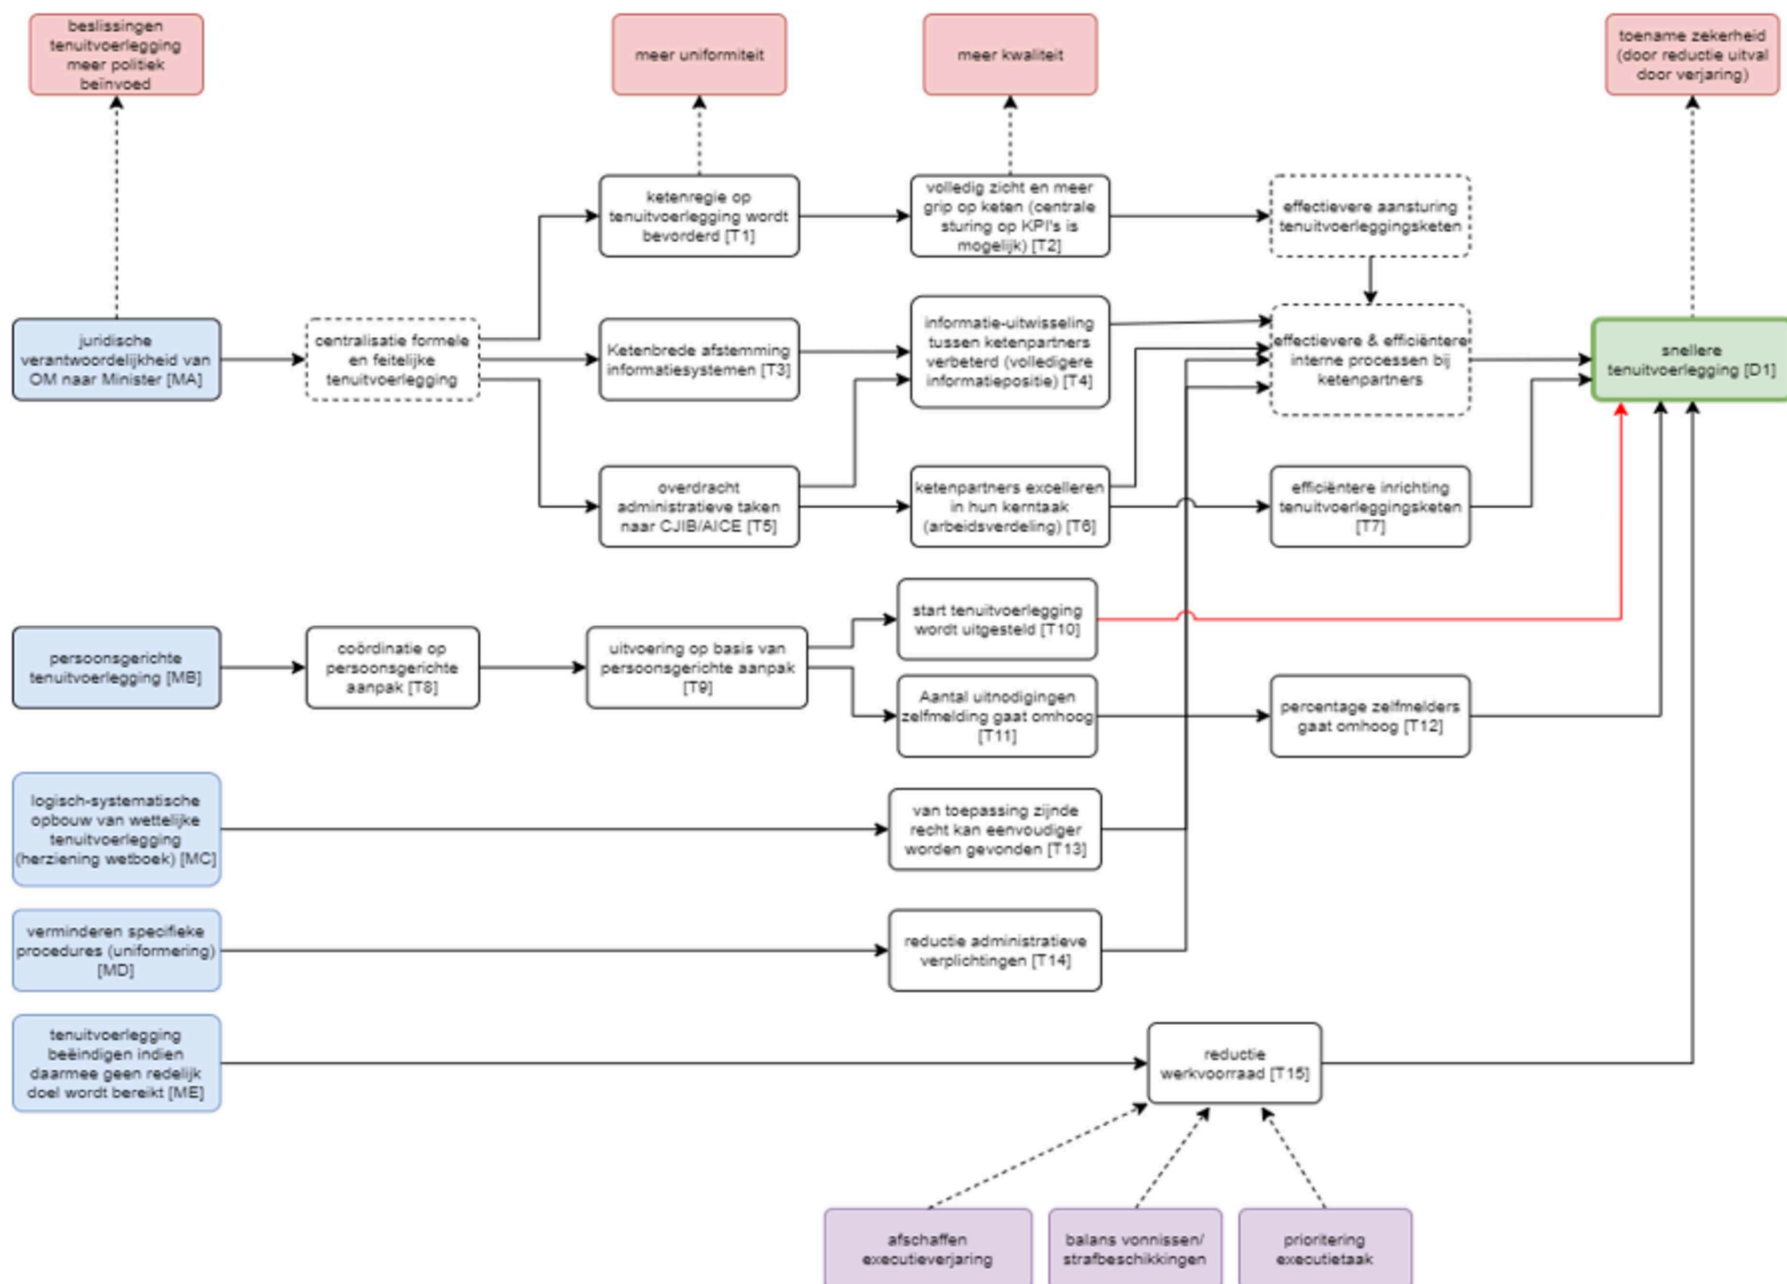 beslissingen
tenuitvoerlegging
meer politiek
beïnvoed
meer uniformiteit
meer kwaliteit
toename zekerheid
(door reductie uitval
door verjaring)
ketenregie op
tenuitvoerlegging wordt
bevorderd [T1]
volledig zicht en meer
grip op keten (centrale
sturing op KPI's is
mogelijk) [T2]
effectievere aansturing
tenuitvoerleggingsketen
juridische
verantwoordelijkheid van
OM naar Minister [MA]
centralisatie formele
en feitelijke
tenuitvoerlegging
Ketenbrede afstemming
informatiesystemen [T3]
informatie-uitwisseling
tussen ketenpartners
verbeterd (volledigere
informatiepositie) [T4]
effectievere & efficiëntere
interne processen bij
ketenpartners
snellere
tenuitvoerlegging [D1]
overdracht
administratieve taken
naar CJIB/AICE [T5]
ketenpartners excelleren
in hun kerntaak
(arbeidsverdeling) [T6]
efficiëntere inrichting
tenuitvoerleggingsketen
[T7]
persoonsgerichte
tenuitvoerlegging [MB]
coördinatie op
persoonsgerichte
aanpak [T8]
uitvoering op basis van
persoonsgerichte aanpak
[T9]
start tenuitvoerlegging
wordt uitgesteld [T10]
Aantal uitnodigingen
zelfmelding gaat omhoog
[T11]
percentage zelfmelders
gaat omhoog [T12]
logisch-systematische
opbouw van wettelijke
tenuitvoerlegging
(herziening wetboek) [MC]
van toepassing zijnde
recht kan eenvoudiger
worden gevonden [T13]
verminderen specifieke
procedures (uniformering)
[MD]
reductie administratieve
verplichtingen [T14]
tenuitvoerlegging
beëindigen indien
daarmee geen redelijk
doel wordt bereikt [ME]
reductie
werkvoorraad [T15]
afschaffen
executieverjaring
balans vonnissen/
strafbeschikkingen
prioritering
executietaak